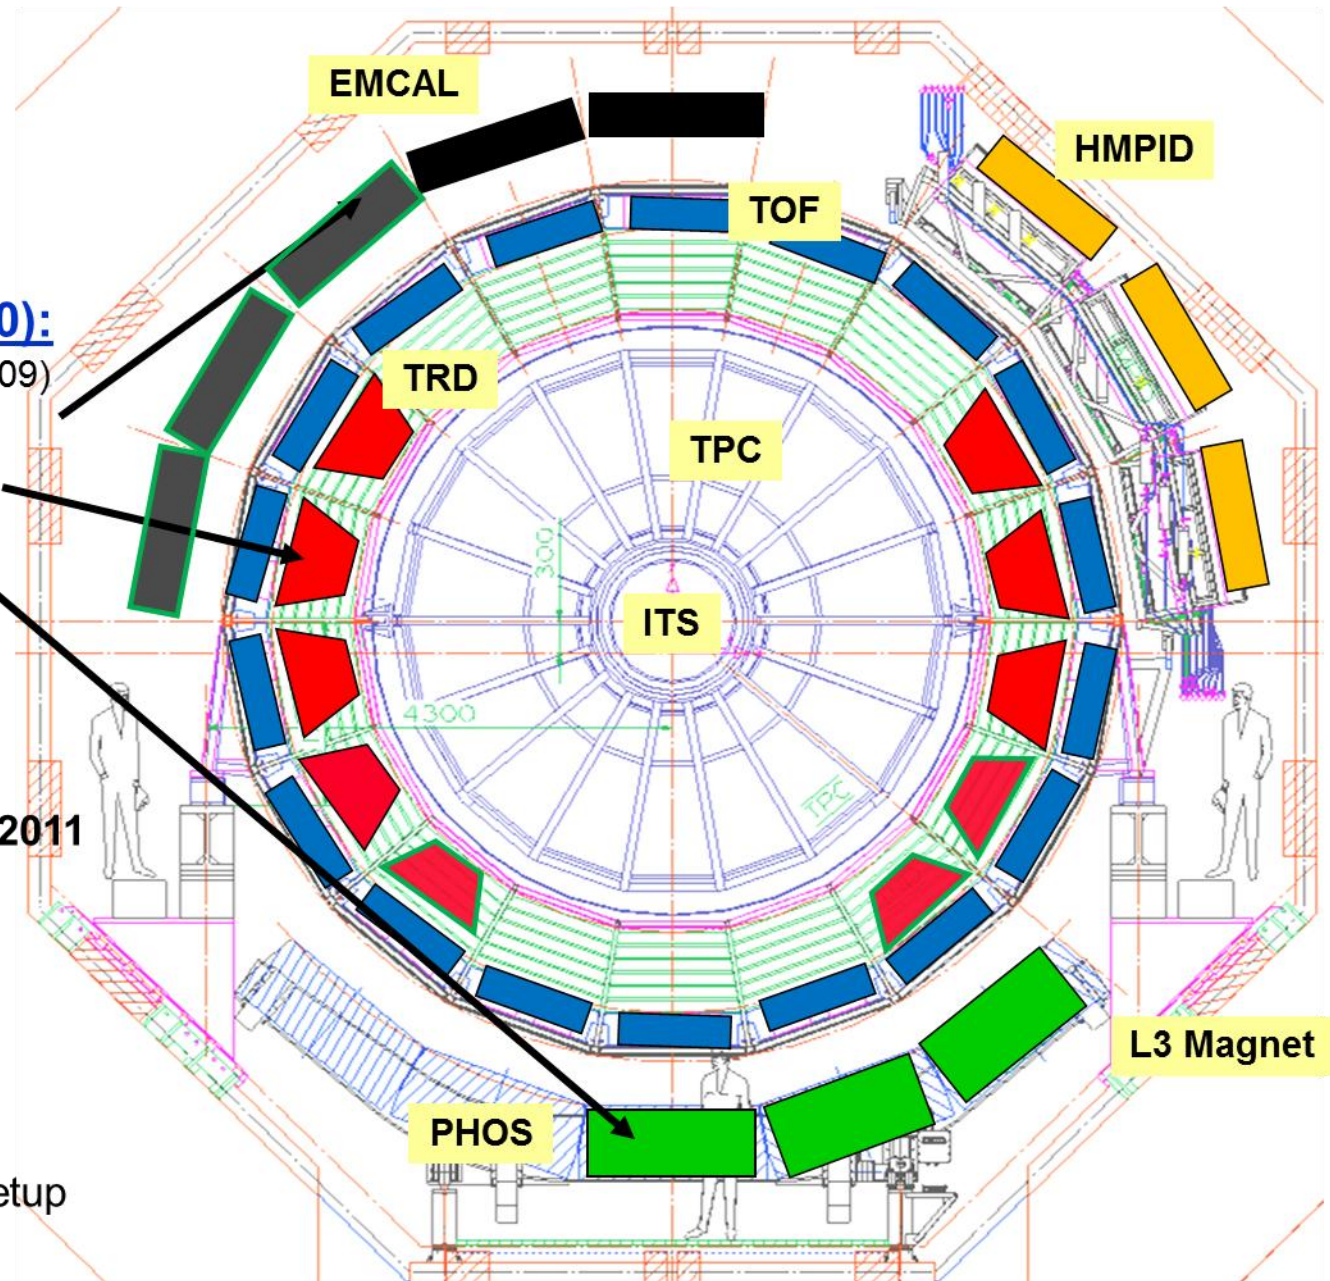 EMCAL
HMPID
TOF
0):
09)
TRD
TPC
300
ITS
4300
TPC
2011
L3 Magnet
PHOS
etup